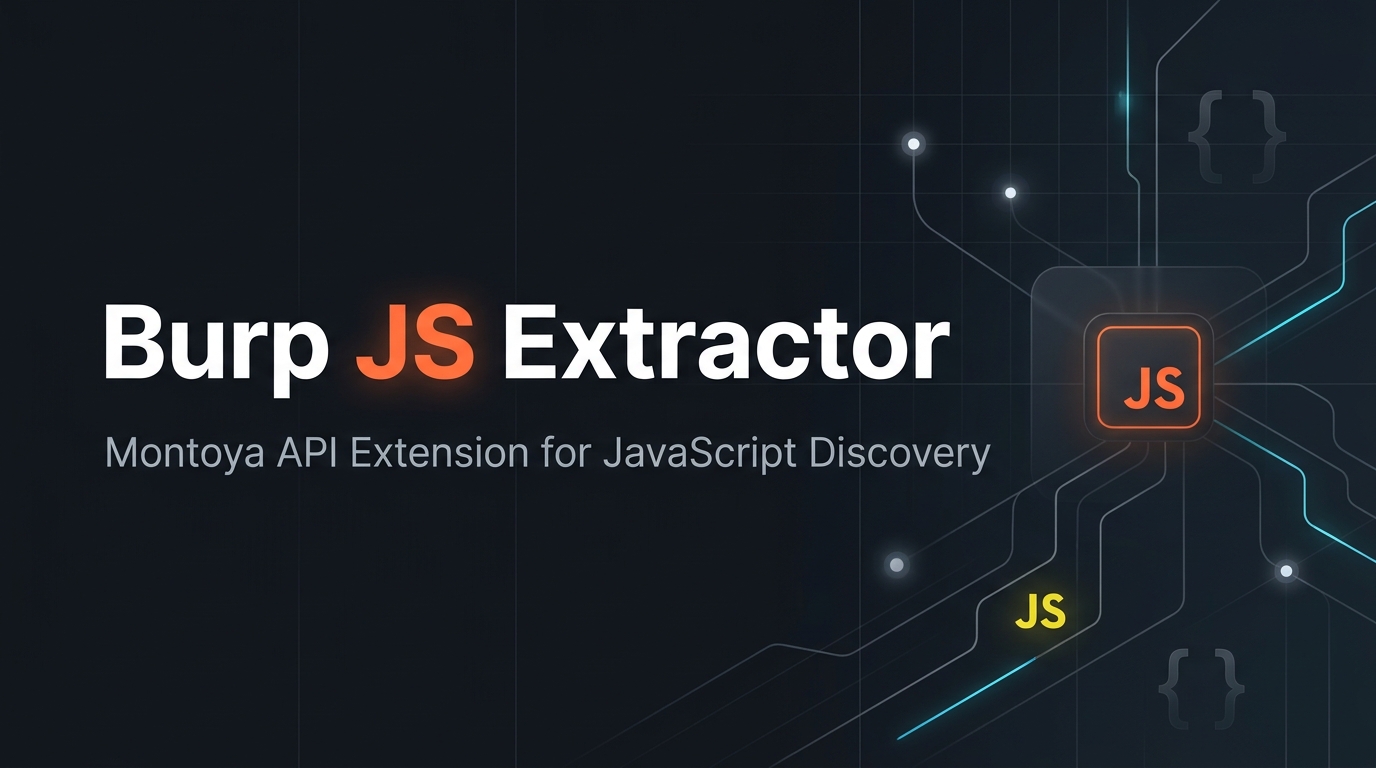 { }
Burp JS Extractor
JS
Montoya API Extension for JavaScript Discovery
JS
{ }